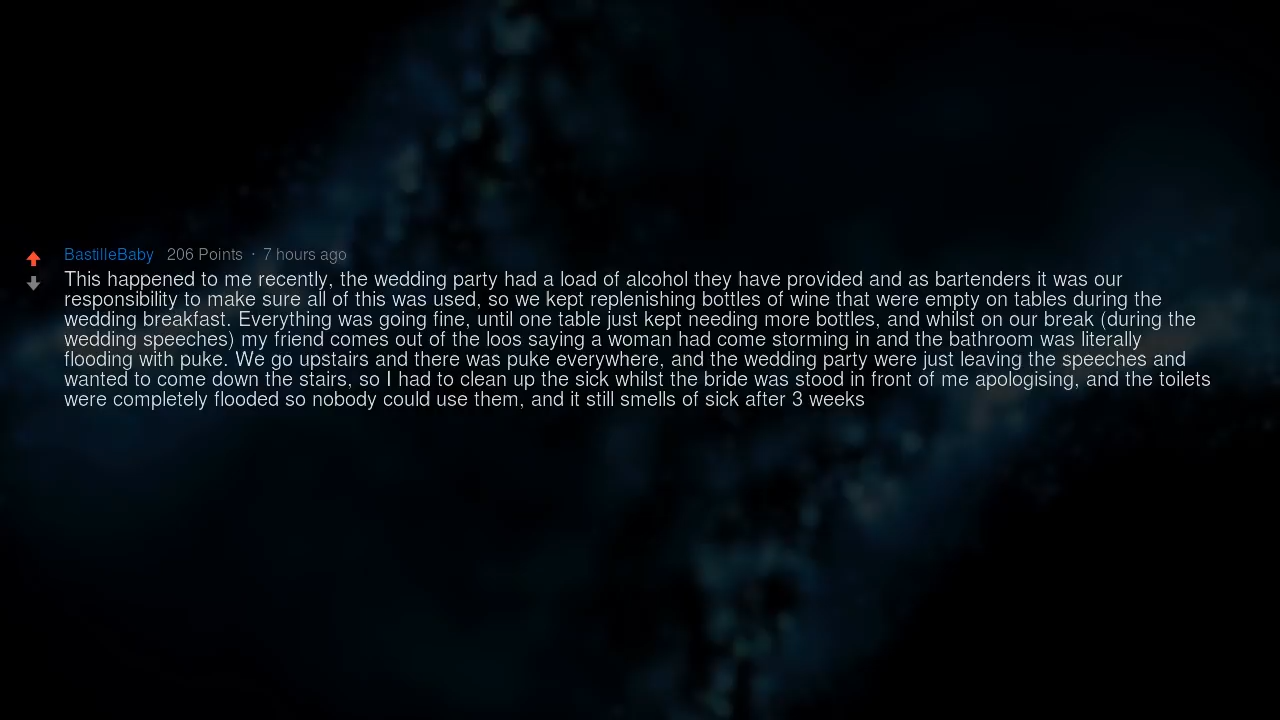 BastilleBaby 206 Points · 7 hours ago
This happened to me recently, the wedding party had a load of alcohol they have provided and as bartenders it was our
responsibility to make sure all of this was used, so we kept replenishing bottles of wine that were empty on tables during the
wedding breakfast. Everything was going fine, until one table just kept needing more bottles, and whilst on our break (during the
wedding speeches) my friend comes out of the loos saying a woman had come storming in and the bathroom was literally
flooding with puke. We go upstairs and there was puke everywhere, and the wedding party were just leaving the speeches and
wanted to come down the stairs, so I had to clean up the sick whilst the bride was stood in front of me apologising, and the toilets
were completely flooded so nobody could use them, and it still smells of sick after 3 weeks